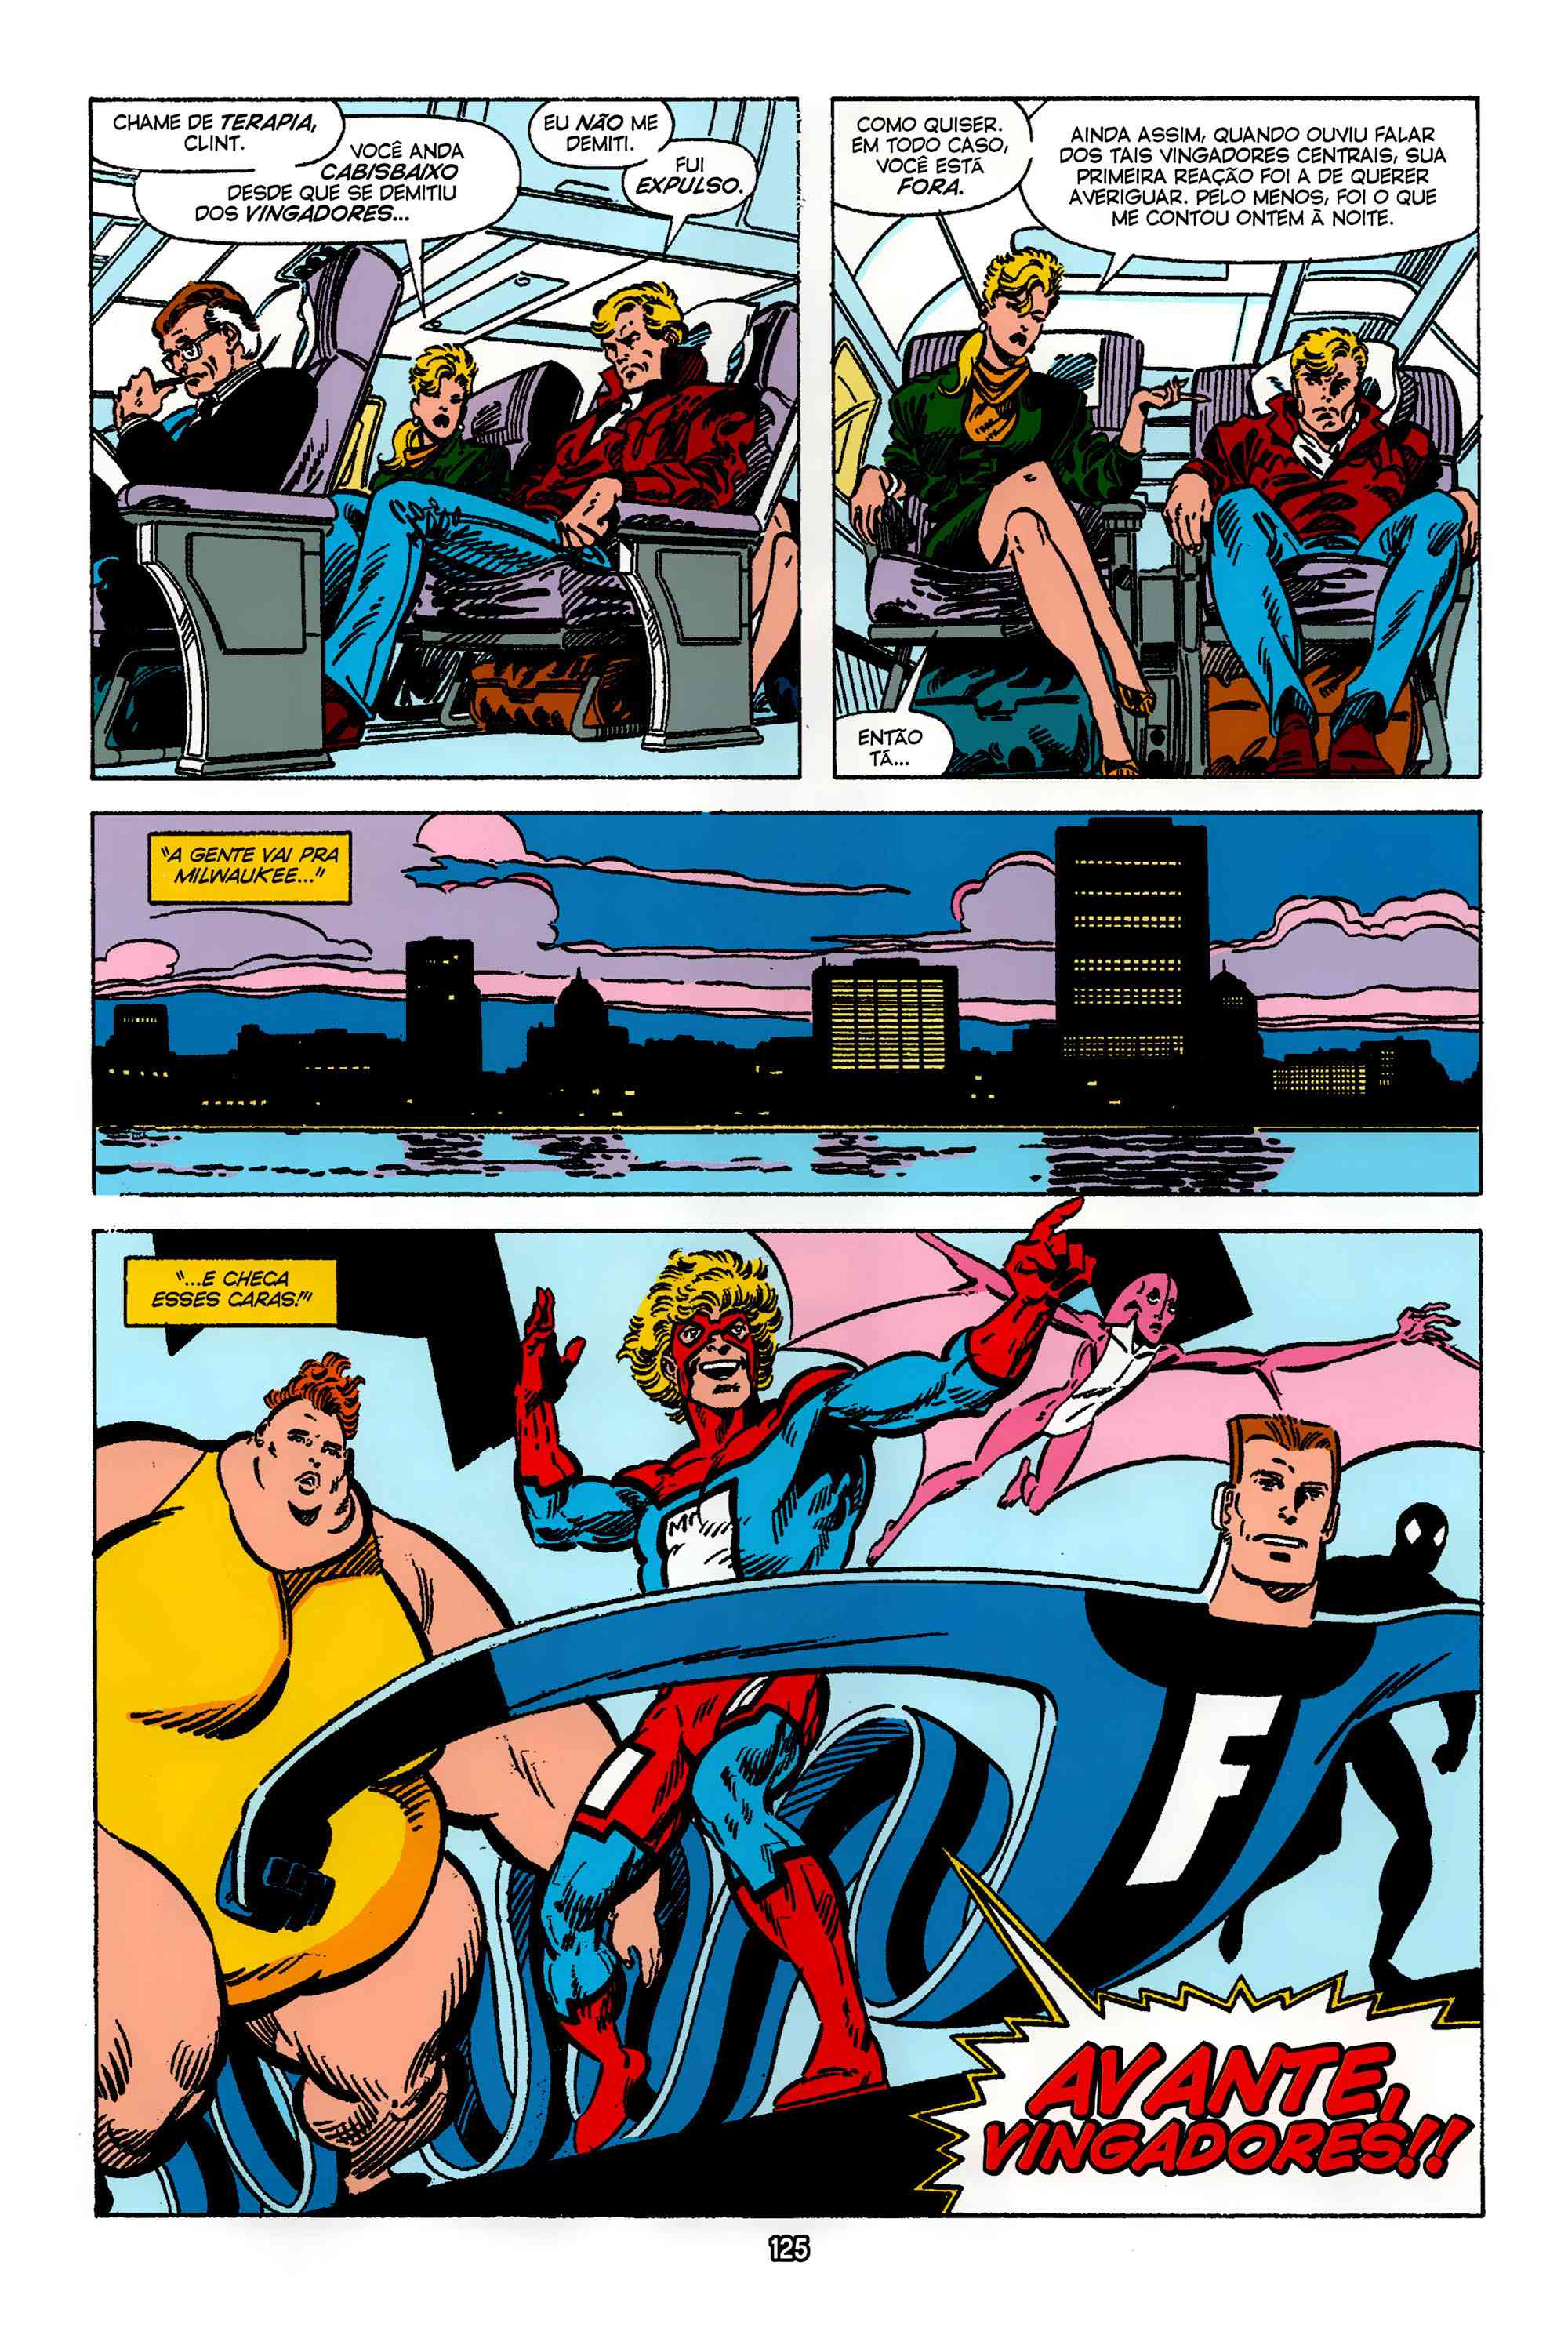 CHAME DE TERAPIA,
CLINT.
VOCÊ ANDA
CABISBAIXO
DESDE QUE SE DEMITIU
DOS VINGADORES...
EU NÃO ME
DEMITI.
FUI
EXPULSO.
COMO QUISER.
EM TODO CASO,
VOCÊ ESTÁ
FORA.
AINDA ASSIM, QUANDO OUVIU FALAR
DOS TAIS VINGADORES CENTRAIS, SUA
PRIMEIRA REAÇÃO FOI A DE QUERER
AVERIGUAR. PELO MENOS, FOI O QUE
ME CONTOU ONTEM À NOITE.
ENTÃO
TÁ...
"A GENTE VAI PRA
MILWAUKEE..."
"...E CHECA
ESSES CARAS!"
F
AVANTE,
VINGADORES!!
125